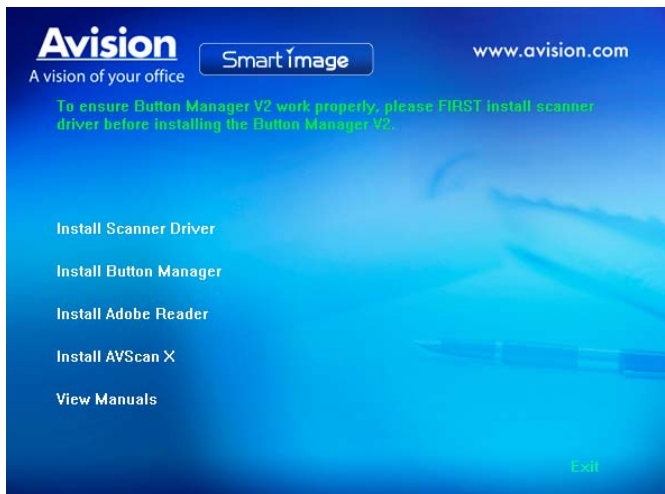 Avision
A vision of your office
Smart image
www.avision.com
To ensure Button Manager V2 work properly, please FIRST install scanner
driver before installing the Button Manager V2.
Install Scanner Driver
Install Button Manager
Install Adobe Reader
Install AVScan X
View Manuals
Exit